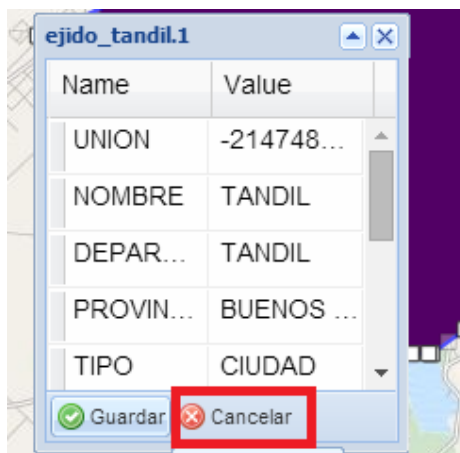 ejido_tandil.1
Name Value
UNION -214748...
NOMBRE TANDIL
DEPAR... TANDIL
PROVIN... BUENOS ...
TIPO CIUDAD
Guardar Cancelar